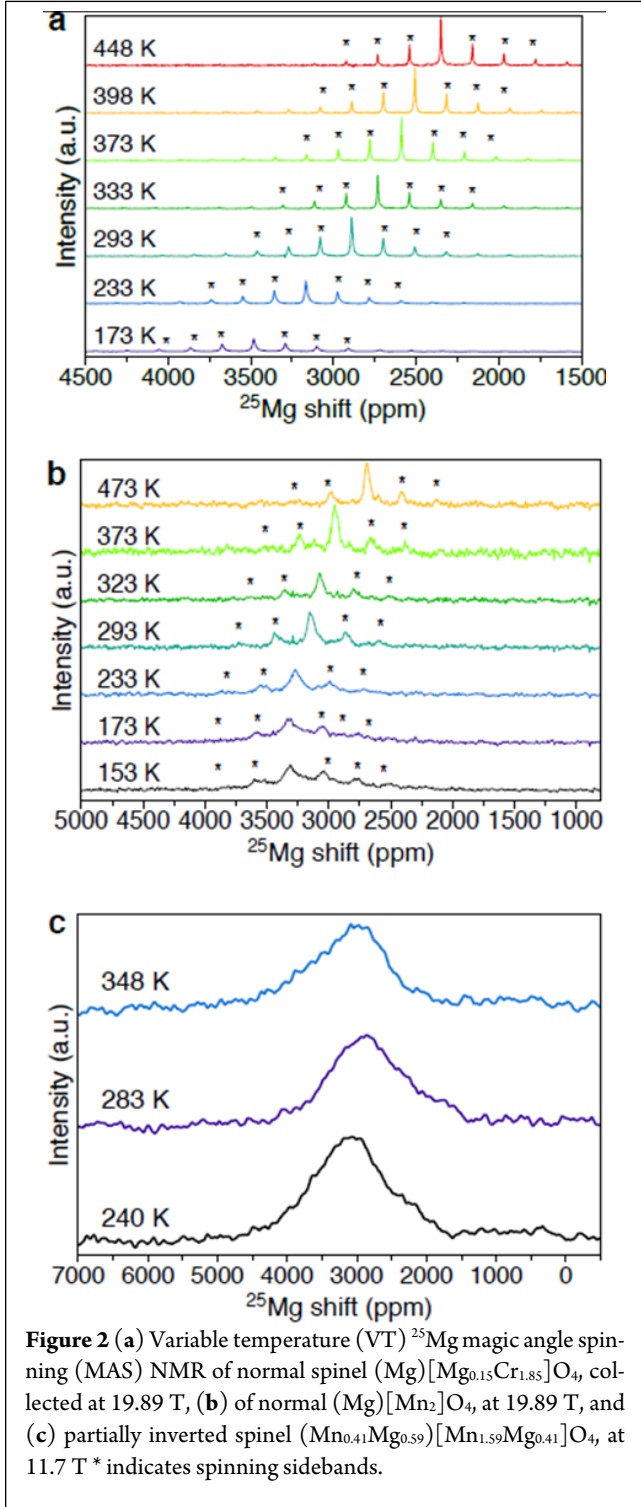 a
448 K
398 K
373 K
333 K
293 K
233 K
173 K
Intensity (a.u.)
4500 4000 3500 3000 2500 2000 1500
²⁵Mg shift (ppm)
b
473 K
373 K
323 K
293 K
233 K
173 K
153 K
Intensity (a.u.)
5000 4500 4000 3500 3000 2500 2000 1500 1000
²⁵Mg shift (ppm)
c
348 K
283 K
240 K
Intensity (a.u.)
7000 6000 5000 4000 3000 2000 1000 0
²⁵Mg shift (ppm)
Figure 2 (a) Variable temperature (VT) ²⁵Mg magic angle spin-
ning (MAS) NMR of normal spinel (Mg)[Mg₀.₁₅Cr₁.₈₅]O₄, col-
lected at 19.89 T, (b) of normal (Mg)[Mn₂]O₄, at 19.89 T, and
(c) partially inverted spinel (Mn₀.₄₁Mg₀.₅₉)[Mn₁.₅₉Mg₀.₄₁]O₄, at
11.7 T * indicates spinning sidebands.